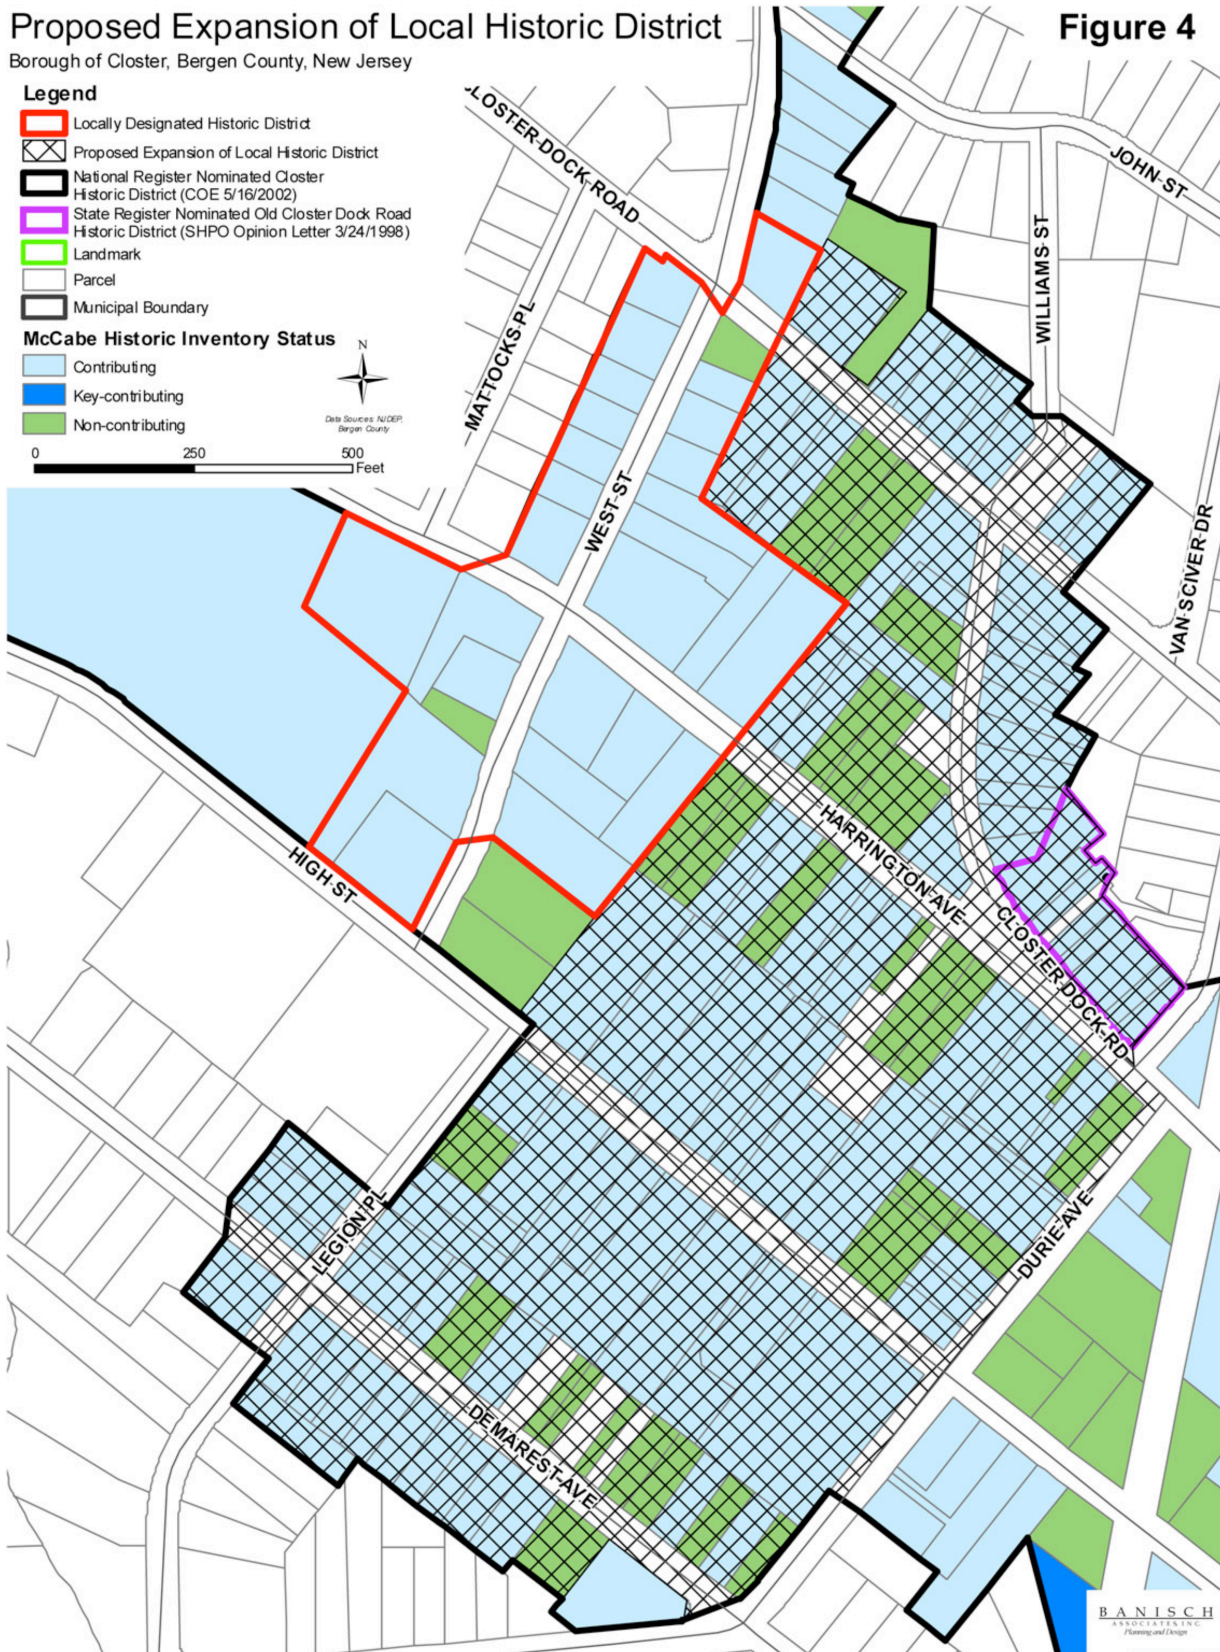 Proposed Expansion of Local Historic District
Figure 4
Borough of Closter, Bergen County, New Jersey
Legend
Locally Designated Historic District
Proposed Expansion of Local Historic District
National Register Nominated Closter
Historic District (COE 5/16/2002)
State Register Nominated Old Closter Dock Road
Historic District (SHPO Opinion Letter 3/24/1998)
Landmark
Parcel
Municipal Boundary
McCabe Historic Inventory Status
N
Contributing
Key-contributing
Non-contributing
Data Sources: NJDEP,
Bergen County
0 250 500
Feet
CLOSTER-DOCK-ROAD
JOHN-ST
WILLIAMS ST
MATTOCKS-PL
WEST-ST
VAN-SCIVER-DR
HARRINGTON-AVE
HIGH-ST
CLOSTER-DOCK-RD
LEGION-PL
DURIE-AVE
DEMAREST-AVE
BANISCH
ASSOCIATES, INC.
Planning and Design